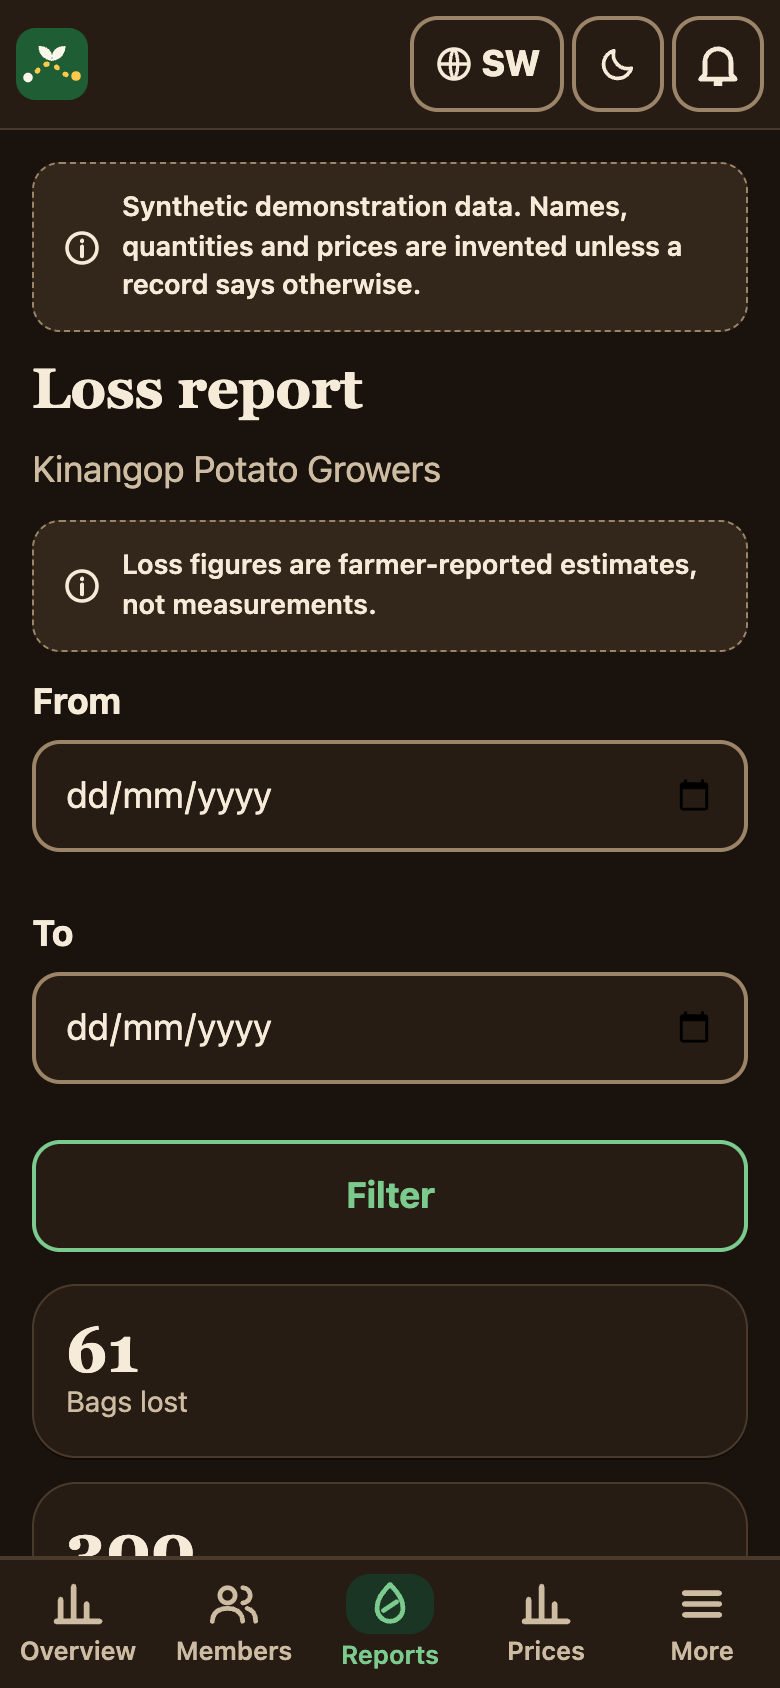 SW
Synthetic demonstration data. Names,
quantities and prices are invented unless a
record says otherwise.
Loss report
Kinangop Potato Growers
Loss figures are farmer-reported estimates,
not measurements.
From
dd/mm/yyyy
To
dd/mm/yyyy
Filter
61
Bags lost
Overview
Members
Reports
Prices
More